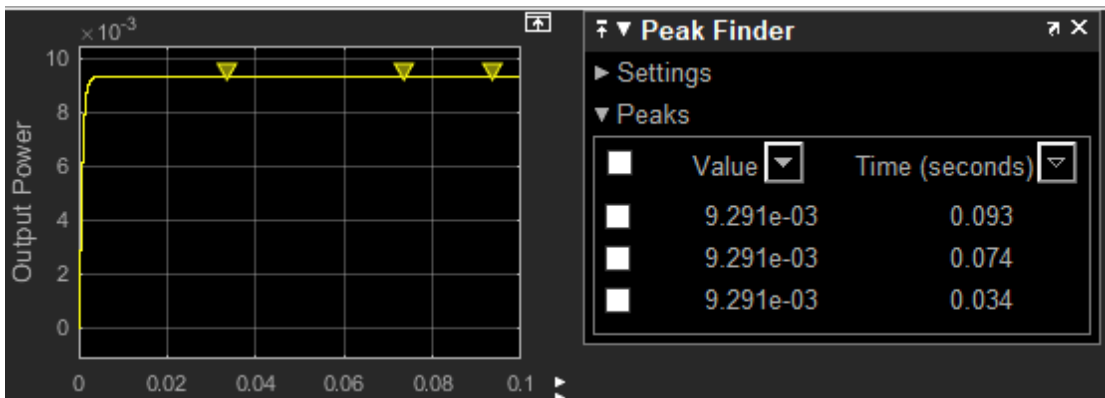 ×10⁻³
10
8
6
4
2
0
Output Power
0 0.02 0.04 0.06 0.08 0.1
Peak Finder
Settings
Peaks
Value Time (seconds)
9.291e-03 0.093
9.291e-03 0.074
9.291e-03 0.034